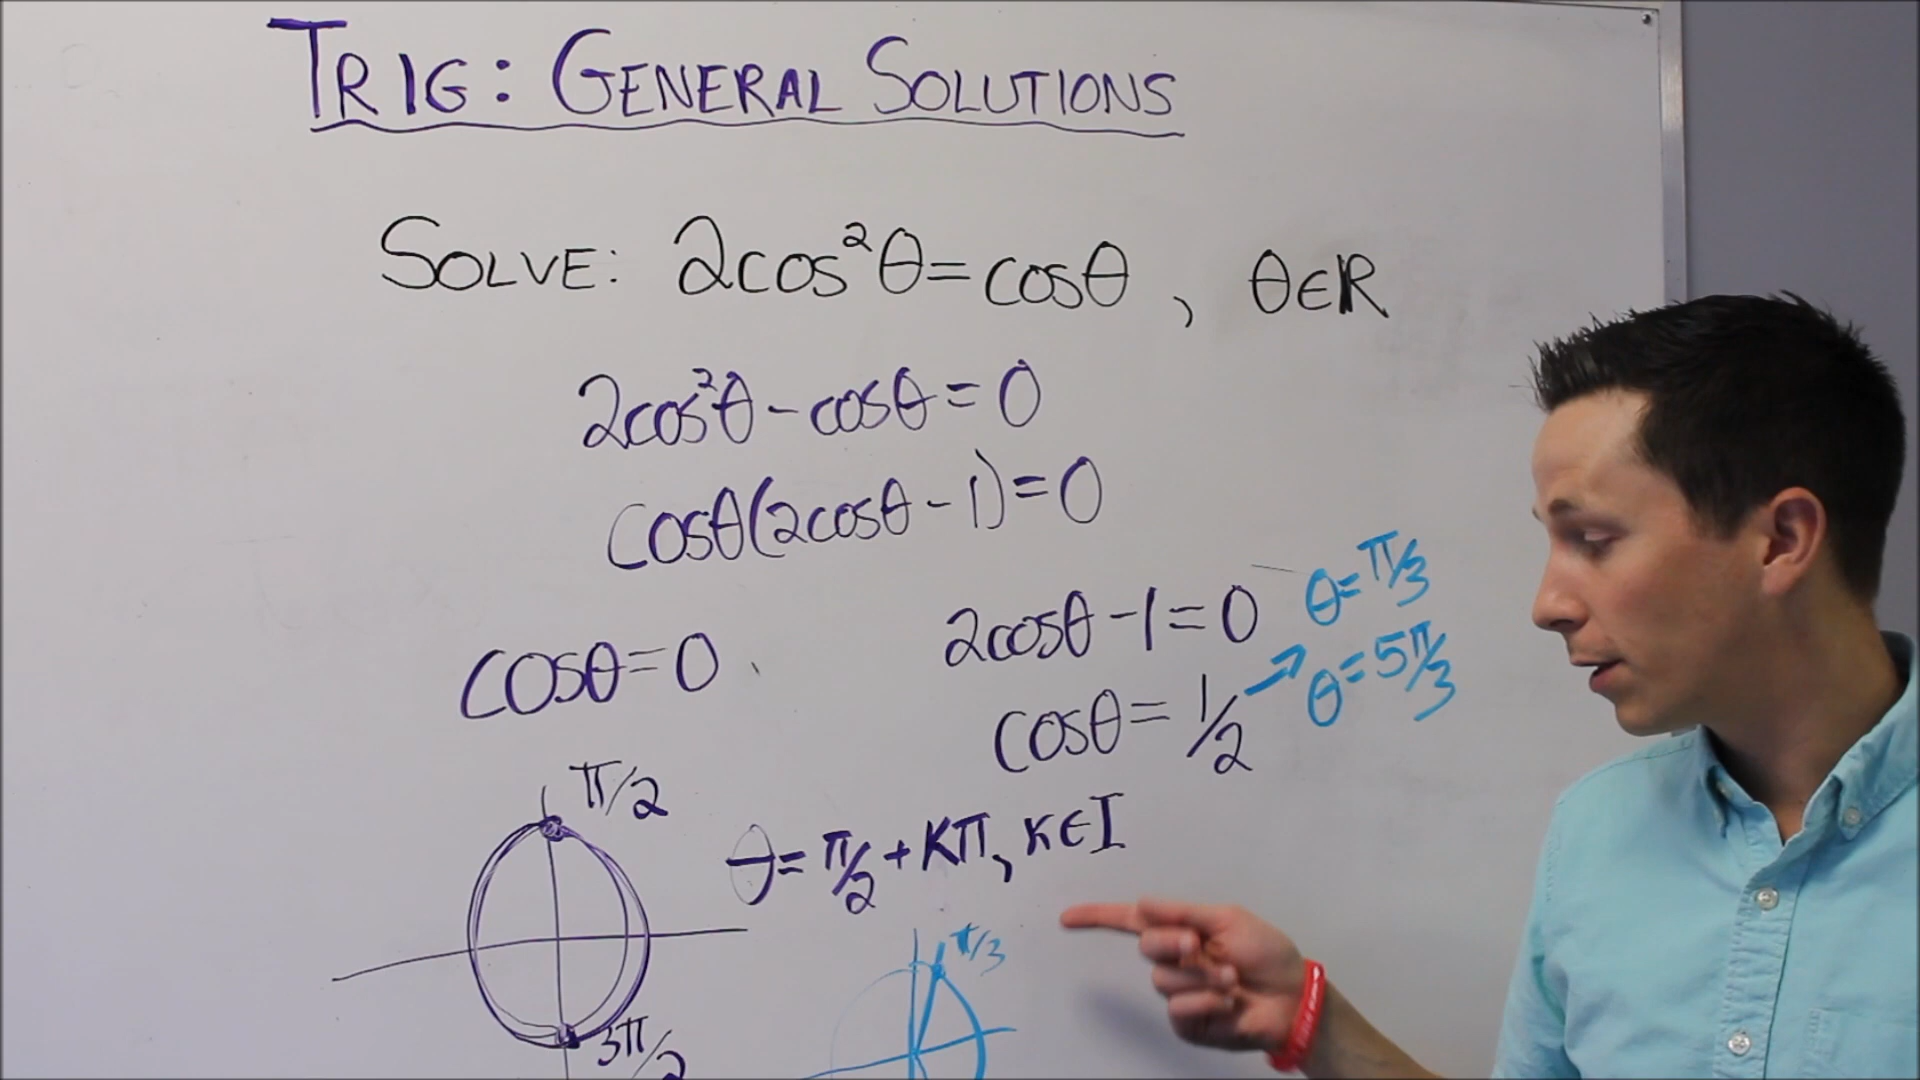 TRIG: GENERAL SOLUTIONS
SOLVE: 2cos²θ=cosθ, θ∈R
2cos²θ-cosθ=0
cosθ(2cosθ-1)=0
cosθ=0
2cosθ-1=0
cosθ=1/2
θ=π/3
θ=5π/3
π/2
3π/2
θ=π/2+Kπ, K∈I
π/3